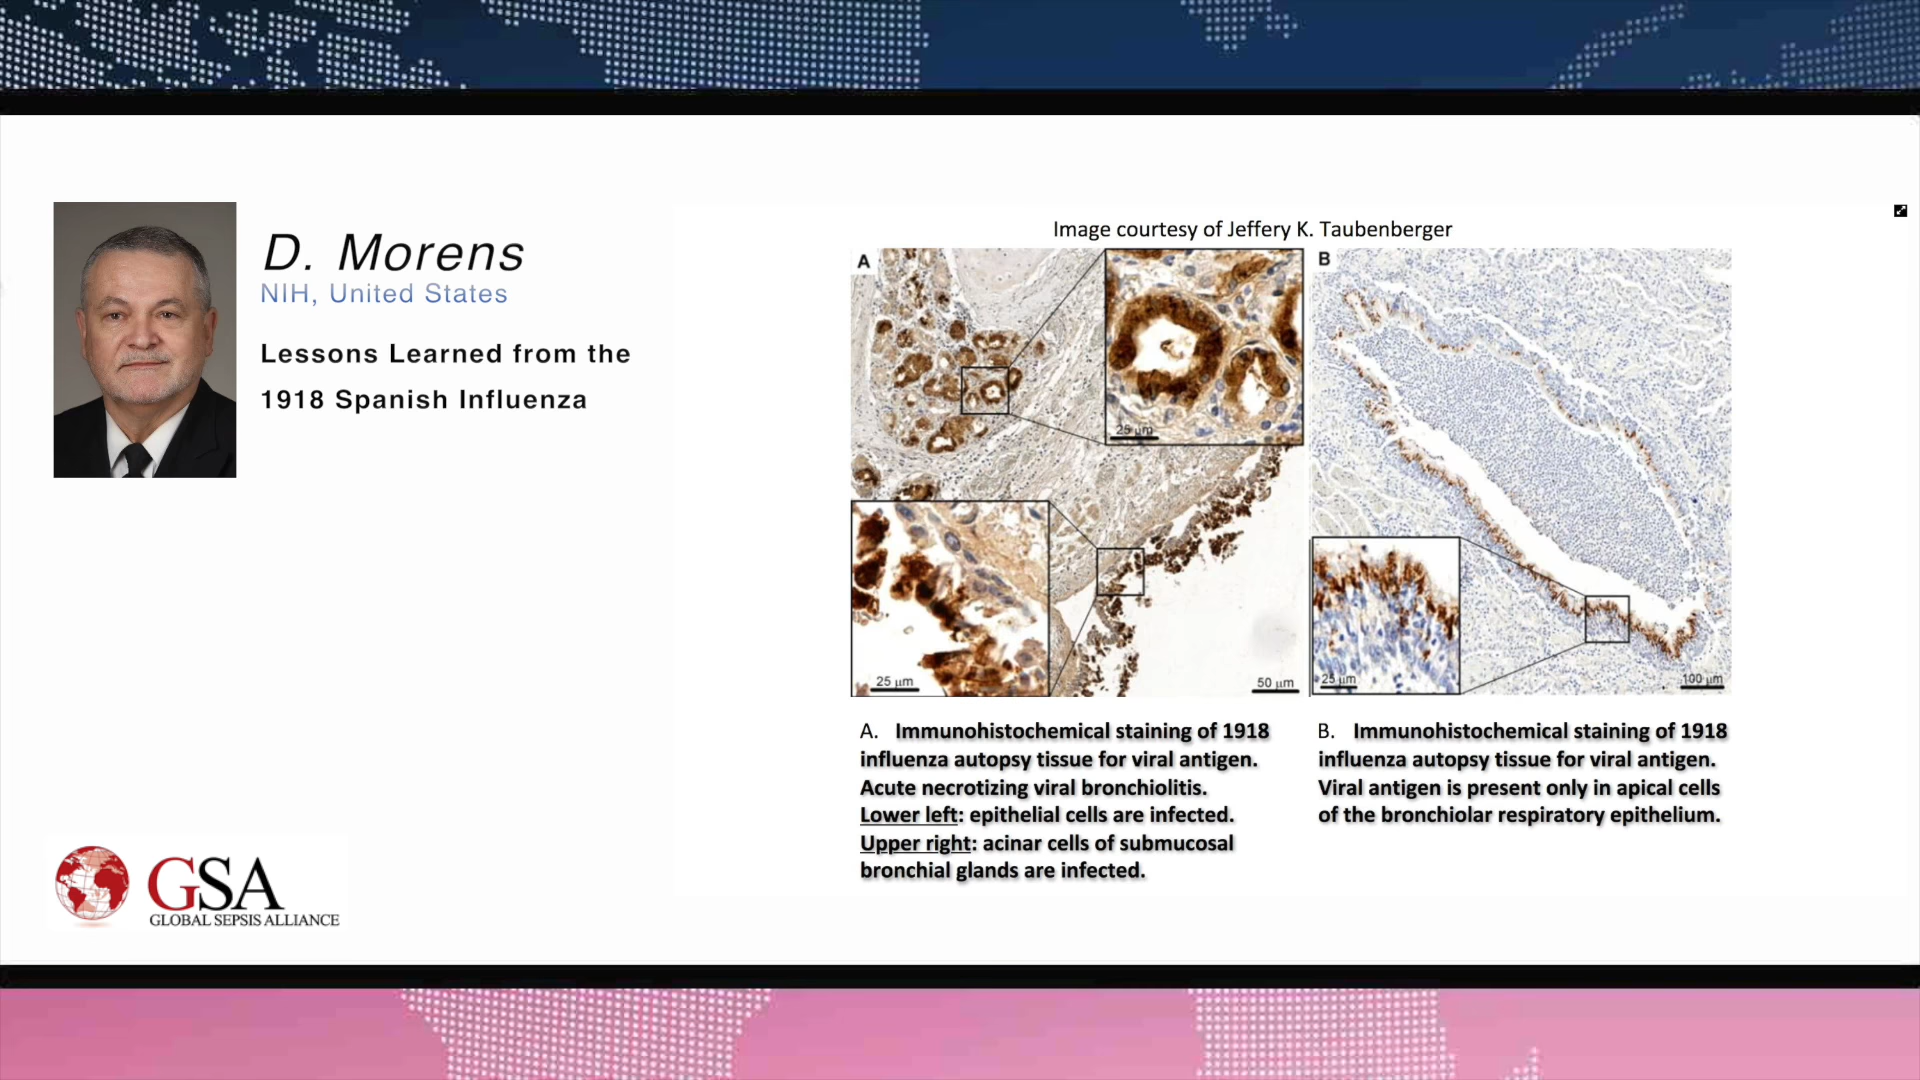 D. Morens
NIH, United States
Lessons Learned from the
1918 Spanish Influenza
GSA
GLOBAL SEPSIS ALLIANCE
Image courtesy of Jeffery K. Taubenberger
A
25 µm
25 µm
50 µm
B
25 µm
100 µm
A. Immunohistochemical staining of 1918
influenza autopsy tissue for viral antigen.
Acute necrotizing viral bronchiolitis.
Lower left: epithelial cells are infected.
Upper right: acinar cells of submucosal
bronchial glands are infected.
B. Immunohistochemical staining of 1918
influenza autopsy tissue for viral antigen.
Viral antigen is present only in apical cells
of the bronchiolar respiratory epithelium.